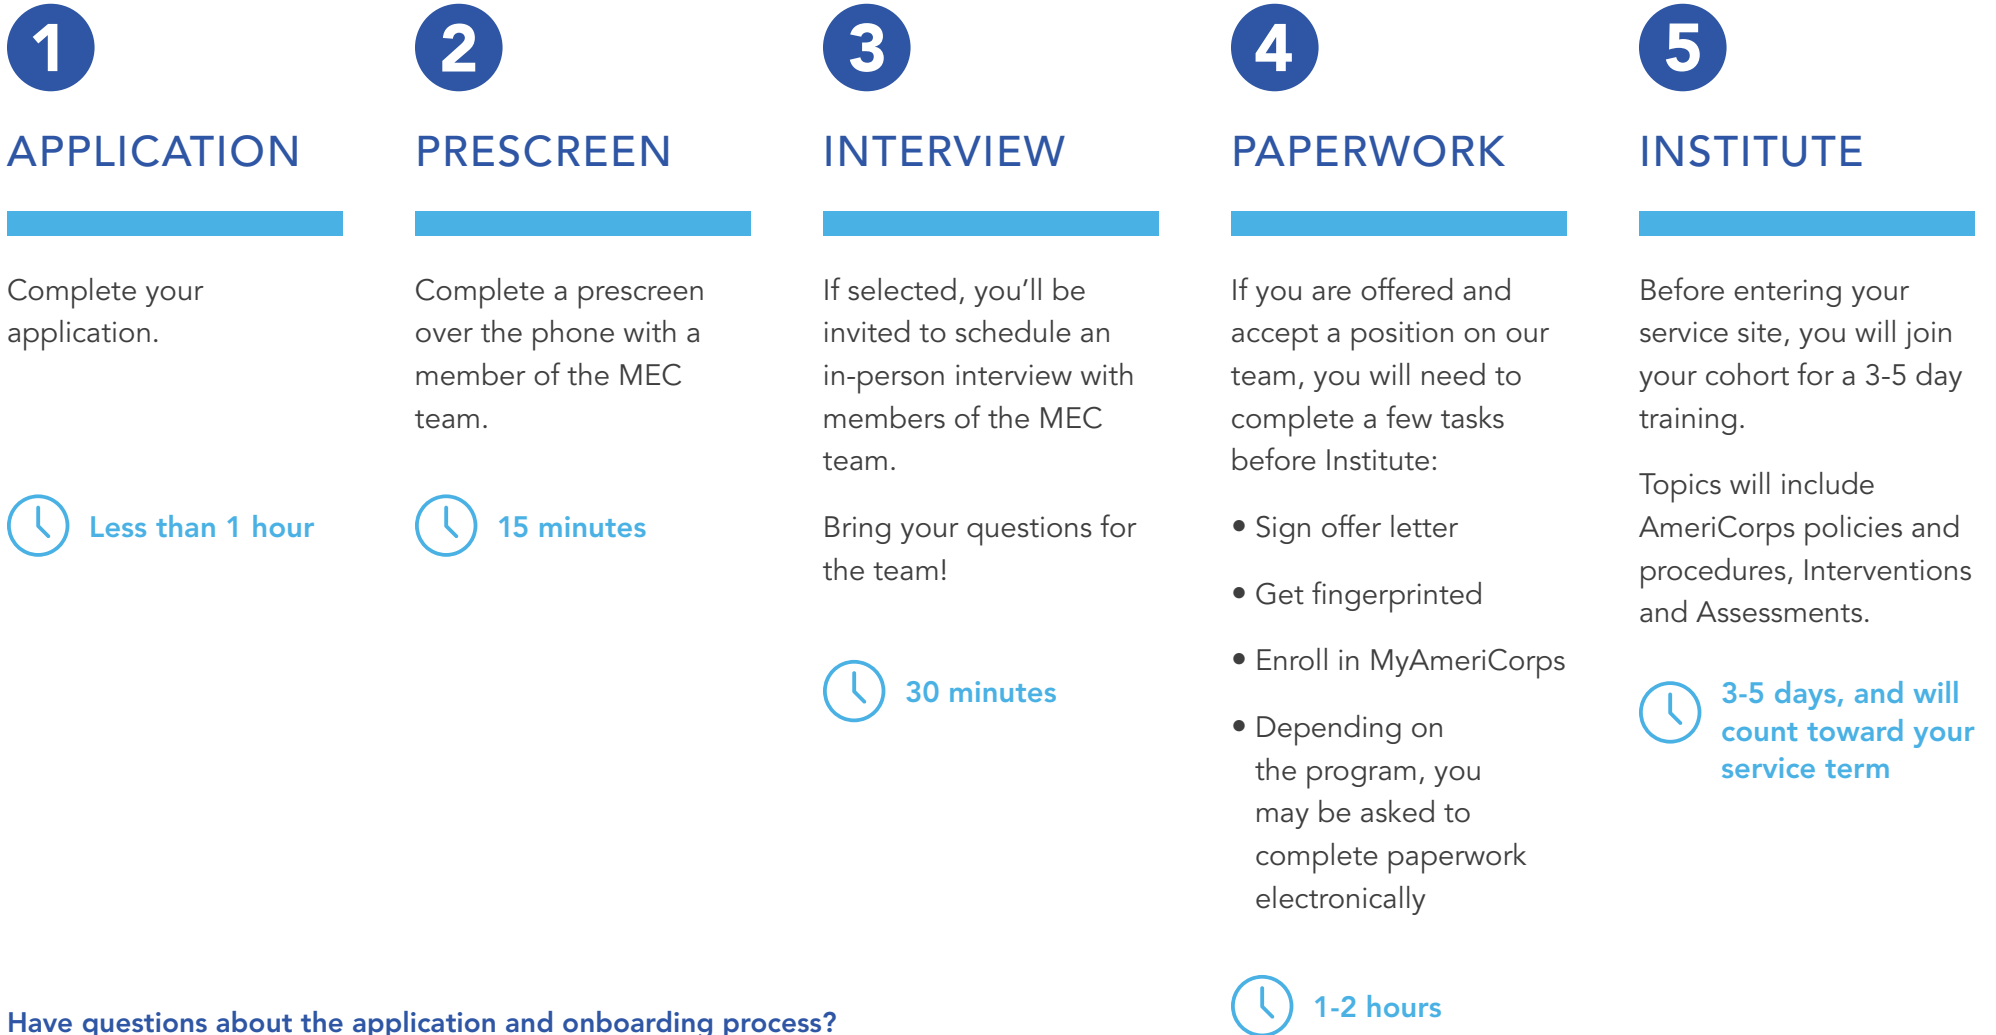 1
APPLICATION
Complete your
application.
Less than 1 hour
2
PRESCREEN
Complete a prescreen
over the phone with a
member of the MEC
team.
15 minutes
3
INTERVIEW
If selected, you’ll be
invited to schedule an
in-person interview with
members of the MEC
team.
Bring your questions for
the team!
30 minutes
4
PAPERWORK
If you are offered and
accept a position on our
team, you will need to
complete a few tasks
before Institute:
• Sign offer letter
• Get fingerprinted
• Enroll in MyAmeriCorps
• Depending on
the program, you
may be asked to
complete paperwork
electronically
1-2 hours
5
INSTITUTE
Before entering your
service site, you will join
your cohort for a 3-5 day
training.
Topics will include
AmeriCorps policies and
procedures, Interventions
and Assessments.
3-5 days, and will
count toward your
service term
Have questions about the application and onboarding process?